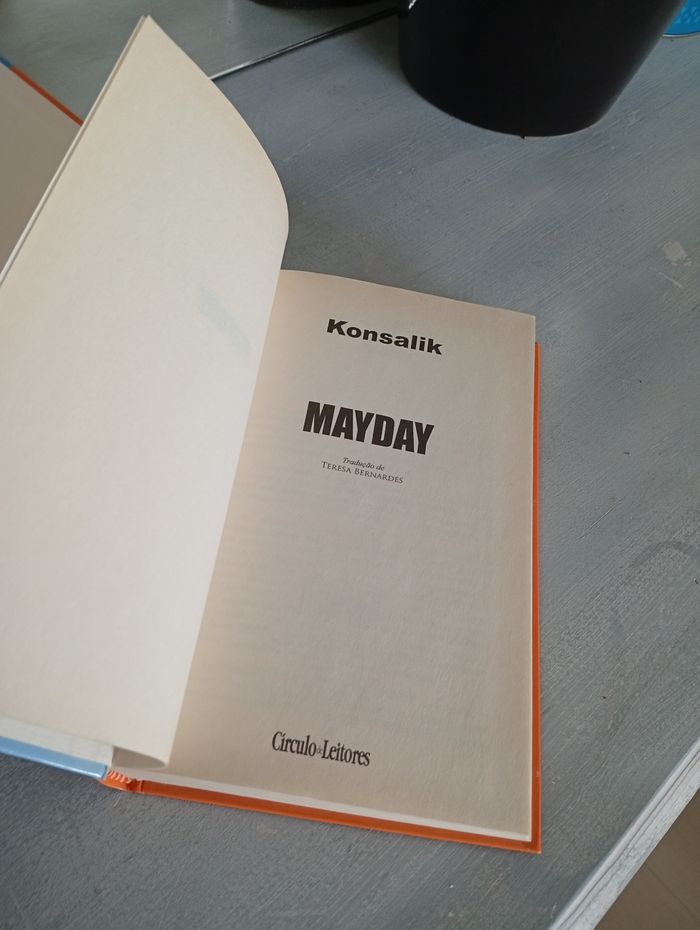 Konsalik
MAYDAY
Tradução de
TERESA BERNARDES
Círculo de Leitores